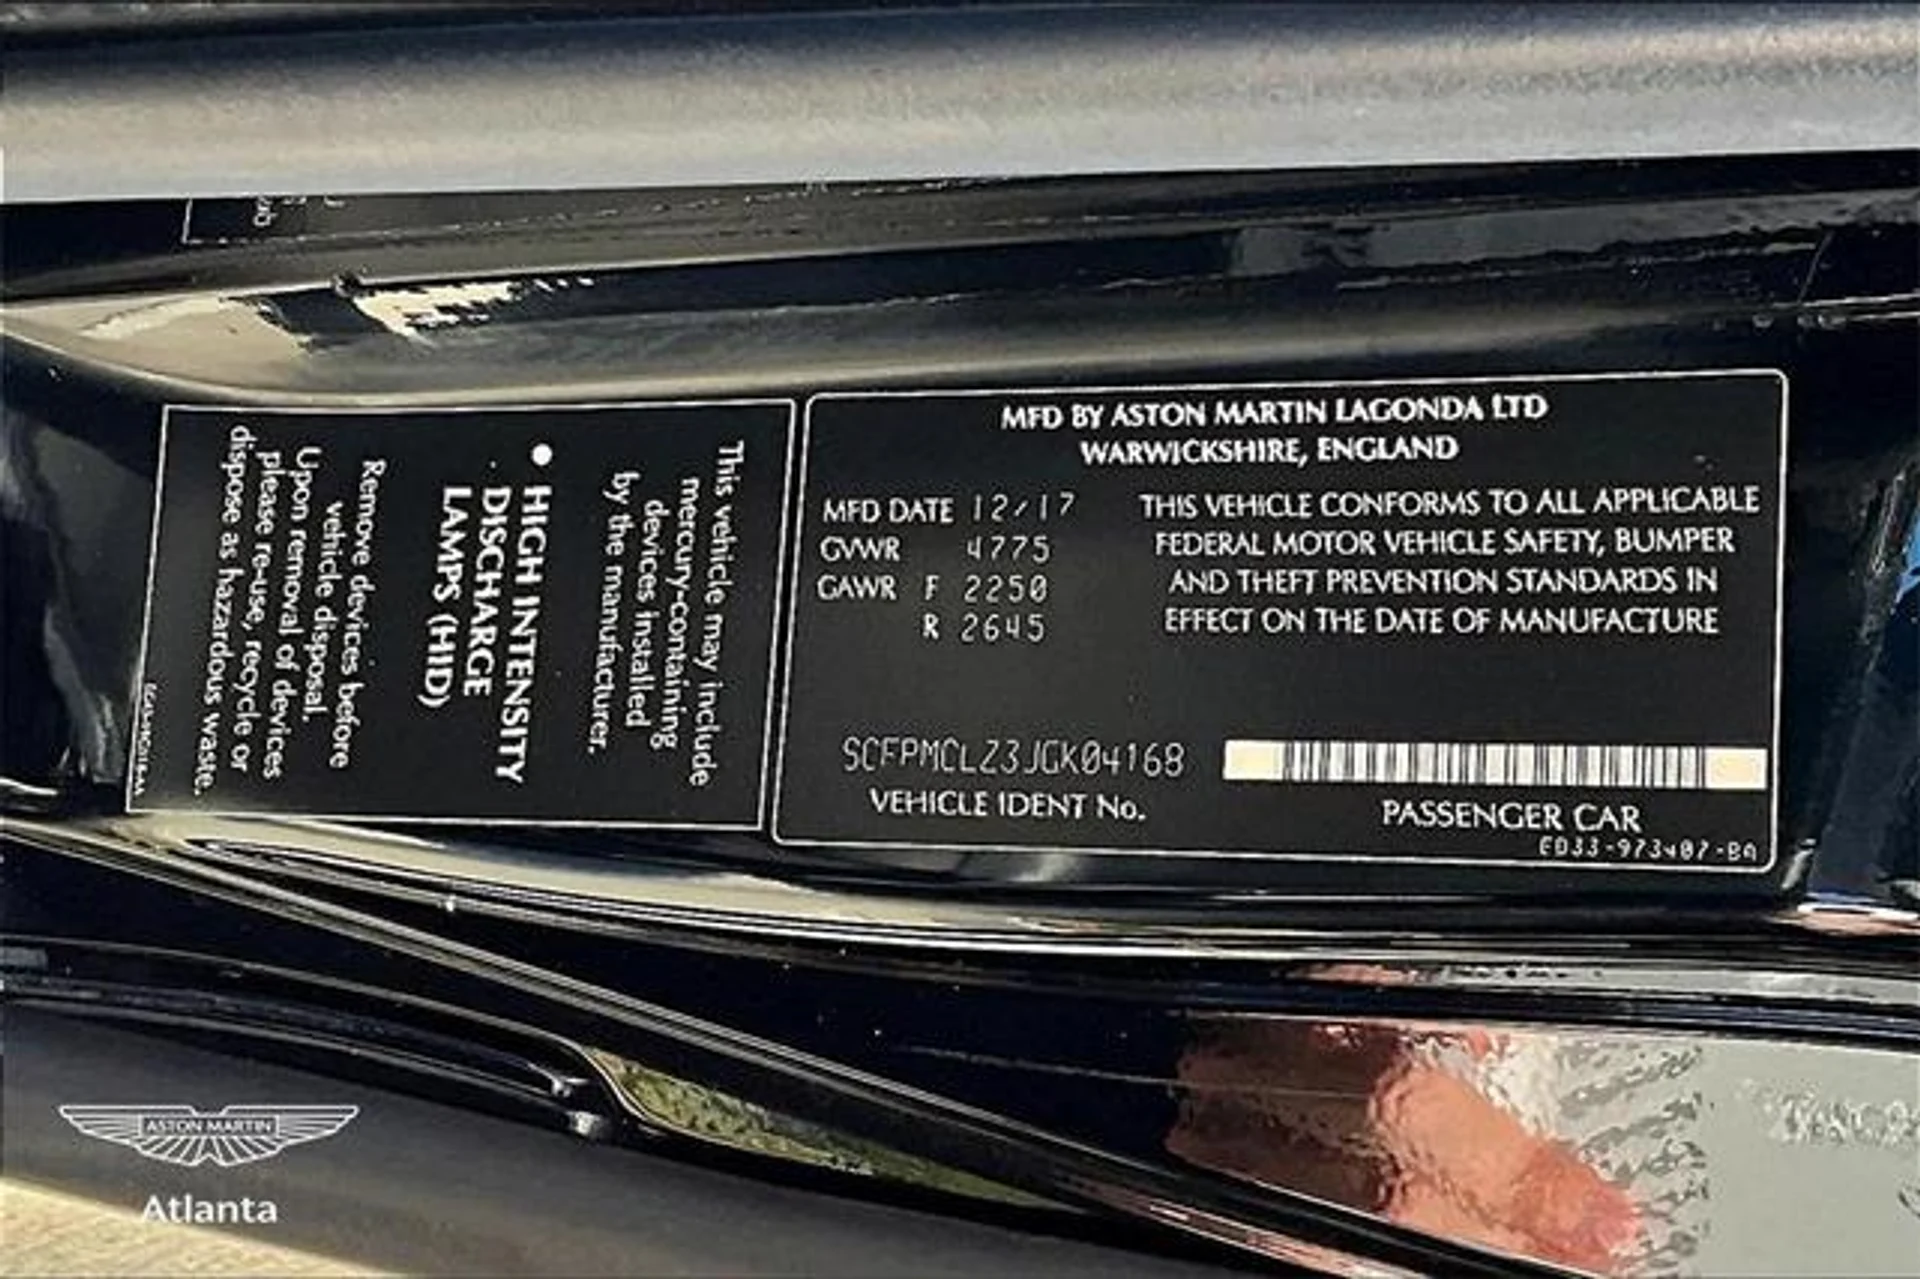 This vehicle may include
mercury-containing
devices installed
by the manufacturer.
● HIGH INTENSITY
DISCHARGE
LAMPS (HID)
Remove devices before
vehicle disposal.
Upon removal of devices
please re-use, recycle or
dispose as hazardous waste.
MFD BY ASTON MARTIN LAGONDA LTD
WARWICKSHIRE, ENGLAND
MFD DATE 12/17
GVWR 4775
GAWR F 2250
R 2645
THIS VEHICLE CONFORMS TO ALL APPLICABLE
FEDERAL MOTOR VEHICLE SAFETY, BUMPER
AND THEFT PREVENTION STANDARDS IN
EFFECT ON THE DATE OF MANUFACTURE
SCFPMCLZ3JGK04168
VEHICLE IDENT No.
PASSENGER CAR
ED33-973407-BA
ASTON MARTIN
Atlanta